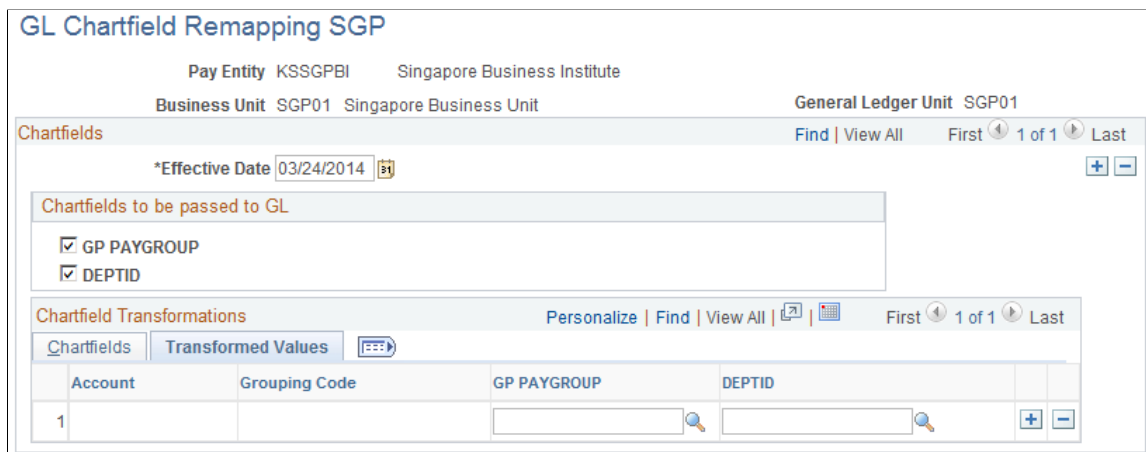 GL Chartfield Remapping SGP
Pay Entity KSSGPBI Singapore Business Institute
Business Unit SGP01 Singapore Business Unit General Ledger Unit SGP01
Chartfields Find | View All First 1 of 1 Last
*Effective Date 03/24/2014 31
Chartfields to be passed to GL
GP PAYGROUP
DEPTID
Chartfield Transformations Personalize | Find | View All | | First 1 of 1 Last
Chartfields Transformed Values
Account Grouping Code GP PAYGROUP DEPTID
1